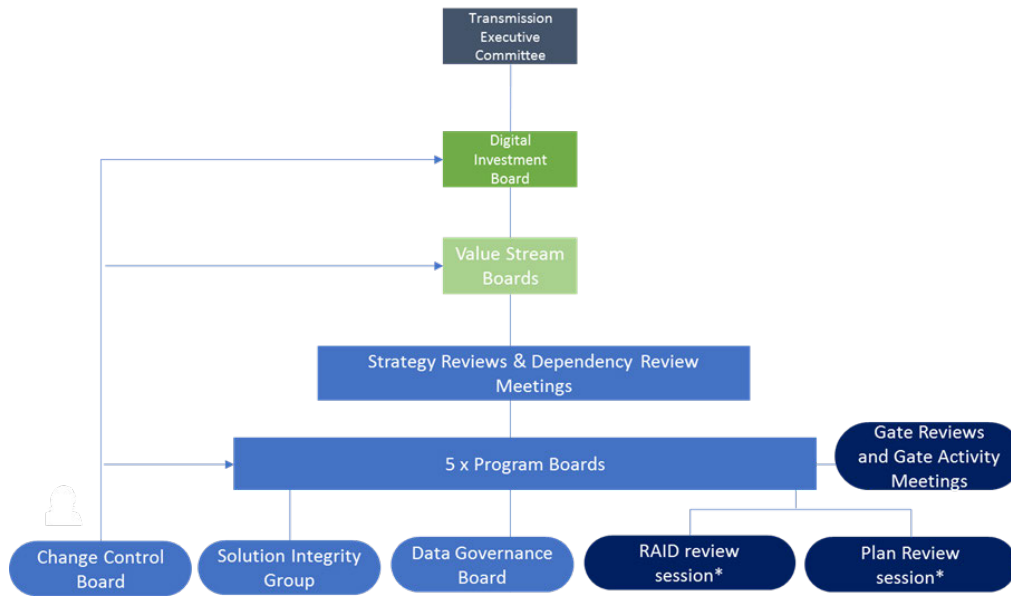 Transmission
Executive
Committee
Digital
Investment
Board
Value Stream
Boards
Strategy Reviews & Dependency Review
Meetings
5 x Program Boards
Gate Reviews
and Gate Activity
Meetings
Change Control
Board
Solution Integrity
Group
Data Governance
Board
RAID review
session*
Plan Review
session*